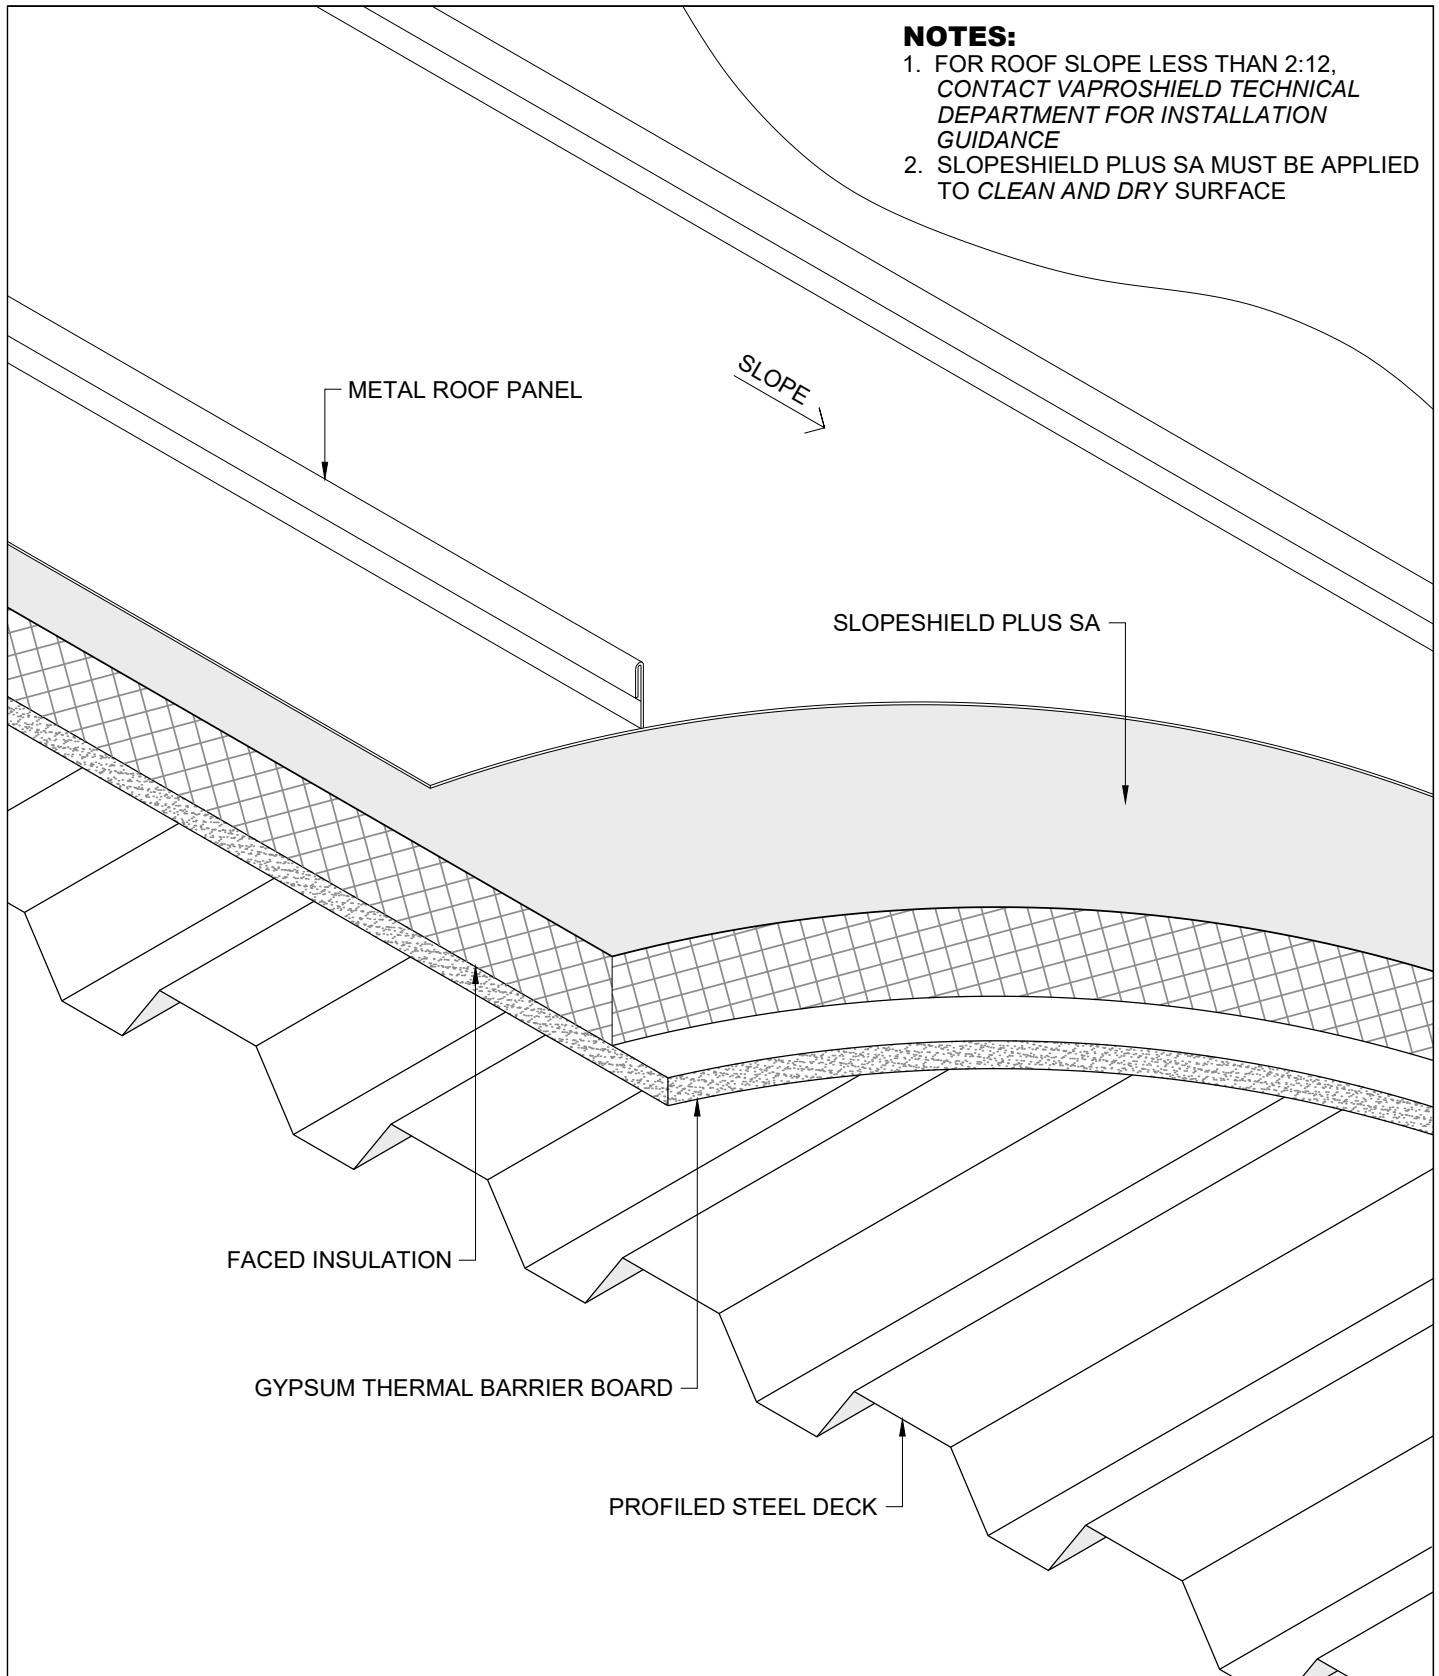 NOTES:
1. FOR ROOF SLOPE LESS THAN 2:12,
CONTACT VAPROSHIELD TECHNICAL
DEPARTMENT FOR INSTALLATION
GUIDANCE
2. SLOPESHIELD PLUS SA MUST BE APPLIED
TO CLEAN AND DRY SURFACE
METAL ROOF PANEL
SLOPE
SLOPESHIELD PLUS SA
FACED INSULATION
GYPSUM THERMAL BARRIER BOARD
PROFILED STEEL DECK